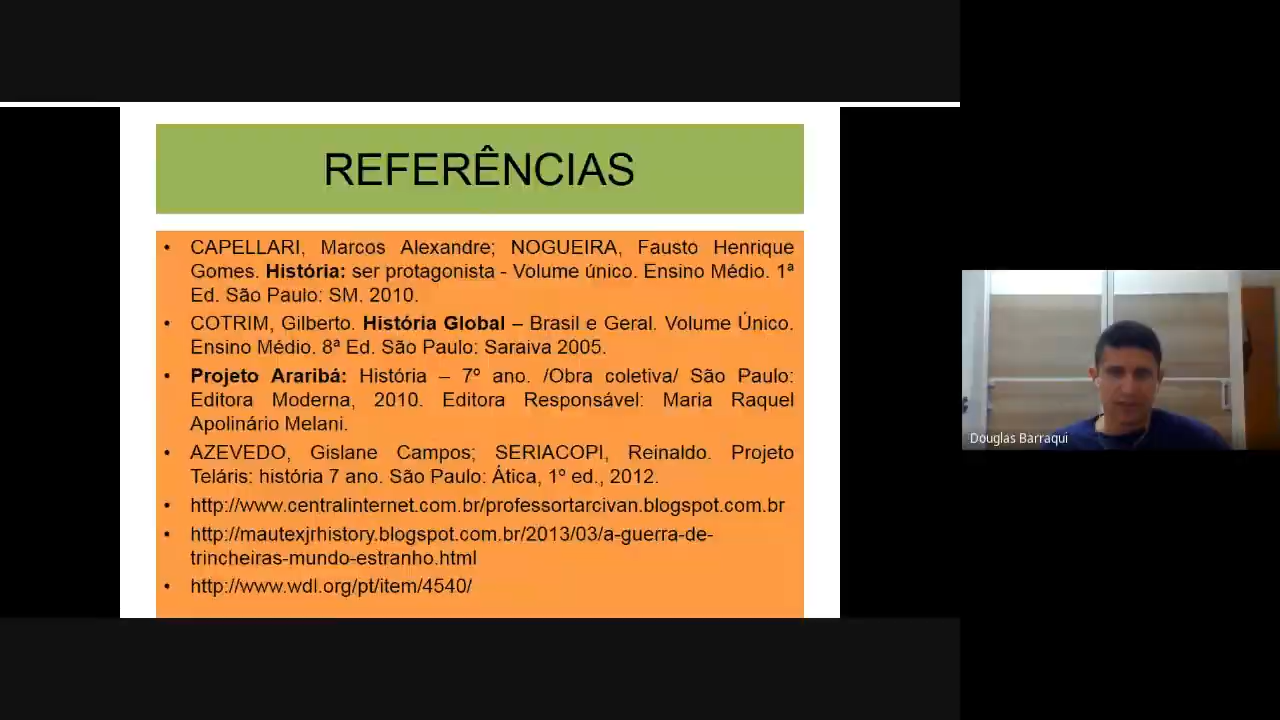 REFERÊNCIAS
• CAPELLARI, Marcos Alexandre; NOGUEIRA, Fausto Henrique
Gomes. História: ser protagonista - Volume único. Ensino Médio. 1ª
Ed. São Paulo: SM. 2010.
• COTRIM, Gilberto. História Global – Brasil e Geral. Volume Único.
Ensino Médio. 8ª Ed. São Paulo: Saraiva 2005.
• Projeto Araribá: História – 7º ano. /Obra coletiva/ São Paulo:
Editora Moderna, 2010. Editora Responsável: Maria Raquel
Apolinário Melani.
• AZEVEDO, Gislane Campos; SERIACOPI, Reinaldo. Projeto
Teláris: história 7 ano. São Paulo: Ática, 1º ed., 2012.
• http://www.centralinternet.com.br/professortarcivan.blogspot.com.br
• http://mautexjrhistory.blogspot.com.br/2013/03/a-guerra-de-
trincheiras-mundo-estranho.html
• http://www.wdl.org/pt/item/4540/
Douglas Barraqui